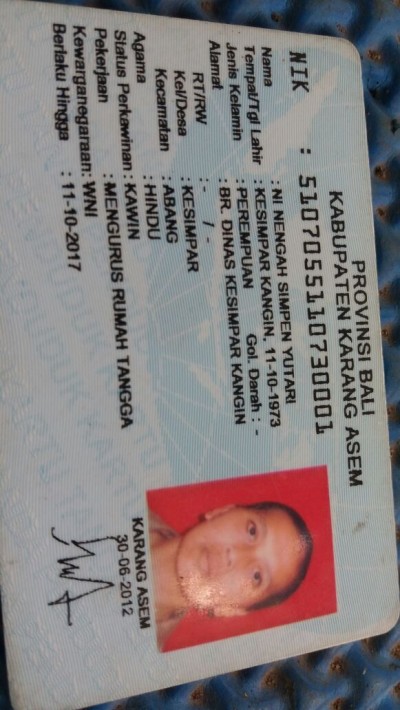 PROVINSI BALI
KABUPATEN KARANG ASEM
NIK : 5107055110730001
Nama : NI NENGAH SIMPEN YUTARI
Tempat/Tgl Lahir : KESIMPAR KANGIN, 11-10-1973
Jenis Kelamin : PEREMPUAN Gol. Darah : -
Alamat : BR. DINAS KESIMPAR KANGIN
RT/RW : - / -
Kel/Desa : KESIMPAR
Kecamatan : ABANG
Agama : HINDU
Status Perkawinan : KAWIN
Pekerjaan : MENGURUS RUMAH TANGGA
Kewarganegaraan: WNI
Berlaku Hingga : 11-10-2017
KARANG ASEM
30-06-2012